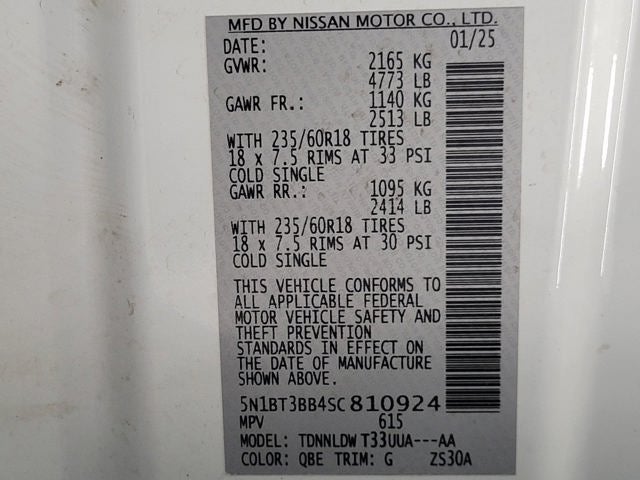 MFD BY NISSAN MOTOR CO., LTD.
DATE: 01/25
GVWR: 2165 KG
4773 LB
GAWR FR.: 1140 KG
2513 LB
WITH 235/60R18 TIRES
18 x 7.5 RIMS AT 33 PSI
COLD SINGLE
GAWR RR.: 1095 KG
2414 LB
WITH 235/60R18 TIRES
18 x 7.5 RIMS AT 30 PSI
COLD SINGLE
THIS VEHICLE CONFORMS TO
ALL APPLICABLE FEDERAL
MOTOR VEHICLE SAFETY AND
THEFT PREVENTION
STANDARDS IN EFFECT ON
THE DATE OF MANUFACTURE
SHOWN ABOVE
5N1BT3BB4SC810924
MPV 615
MODEL: TDNNLDWT33UUA---AA
COLOR: QBE TRIM: G ZS30A